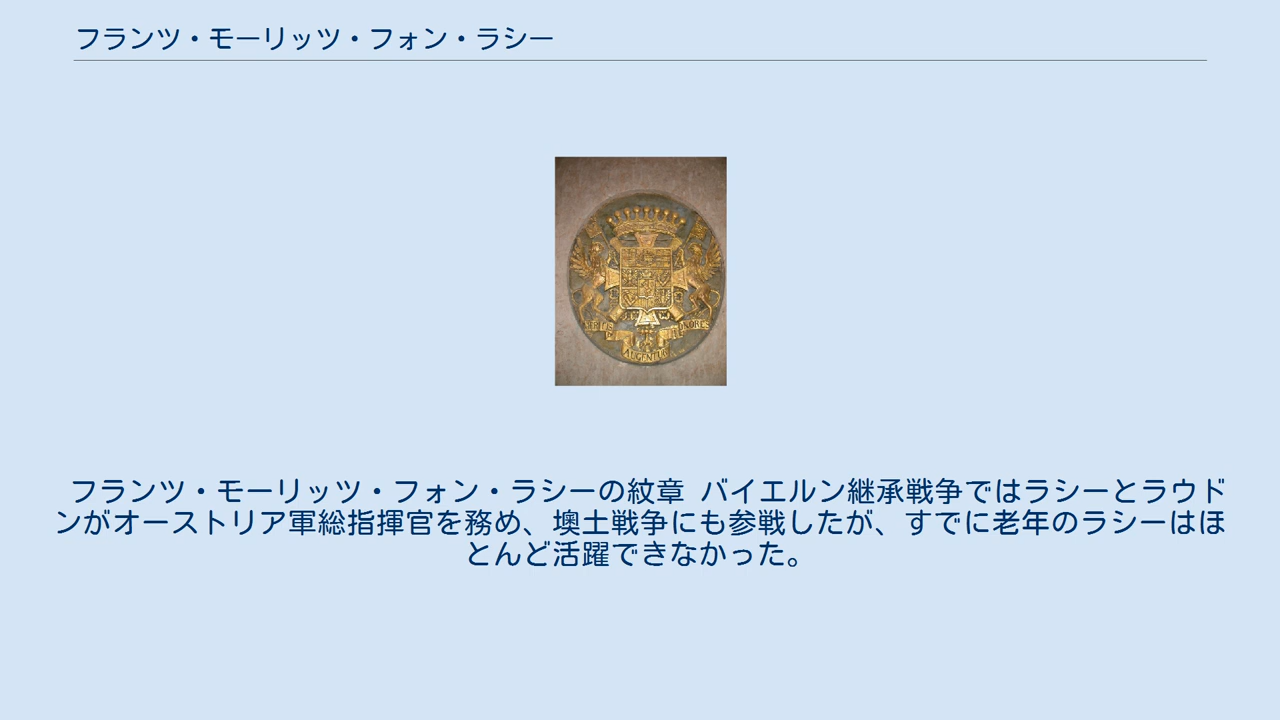 フランツ・モーリッツ・フォン・ラシー
フランツ・モーリッツ・フォン・ラシーの紋章 バイエルン継承戦争ではラシーとラウド
ンがオーストリア軍総指揮官を務め、墺土戦争にも参戦したが、すでに老年のラシーはほ
とんど活躍できなかった。